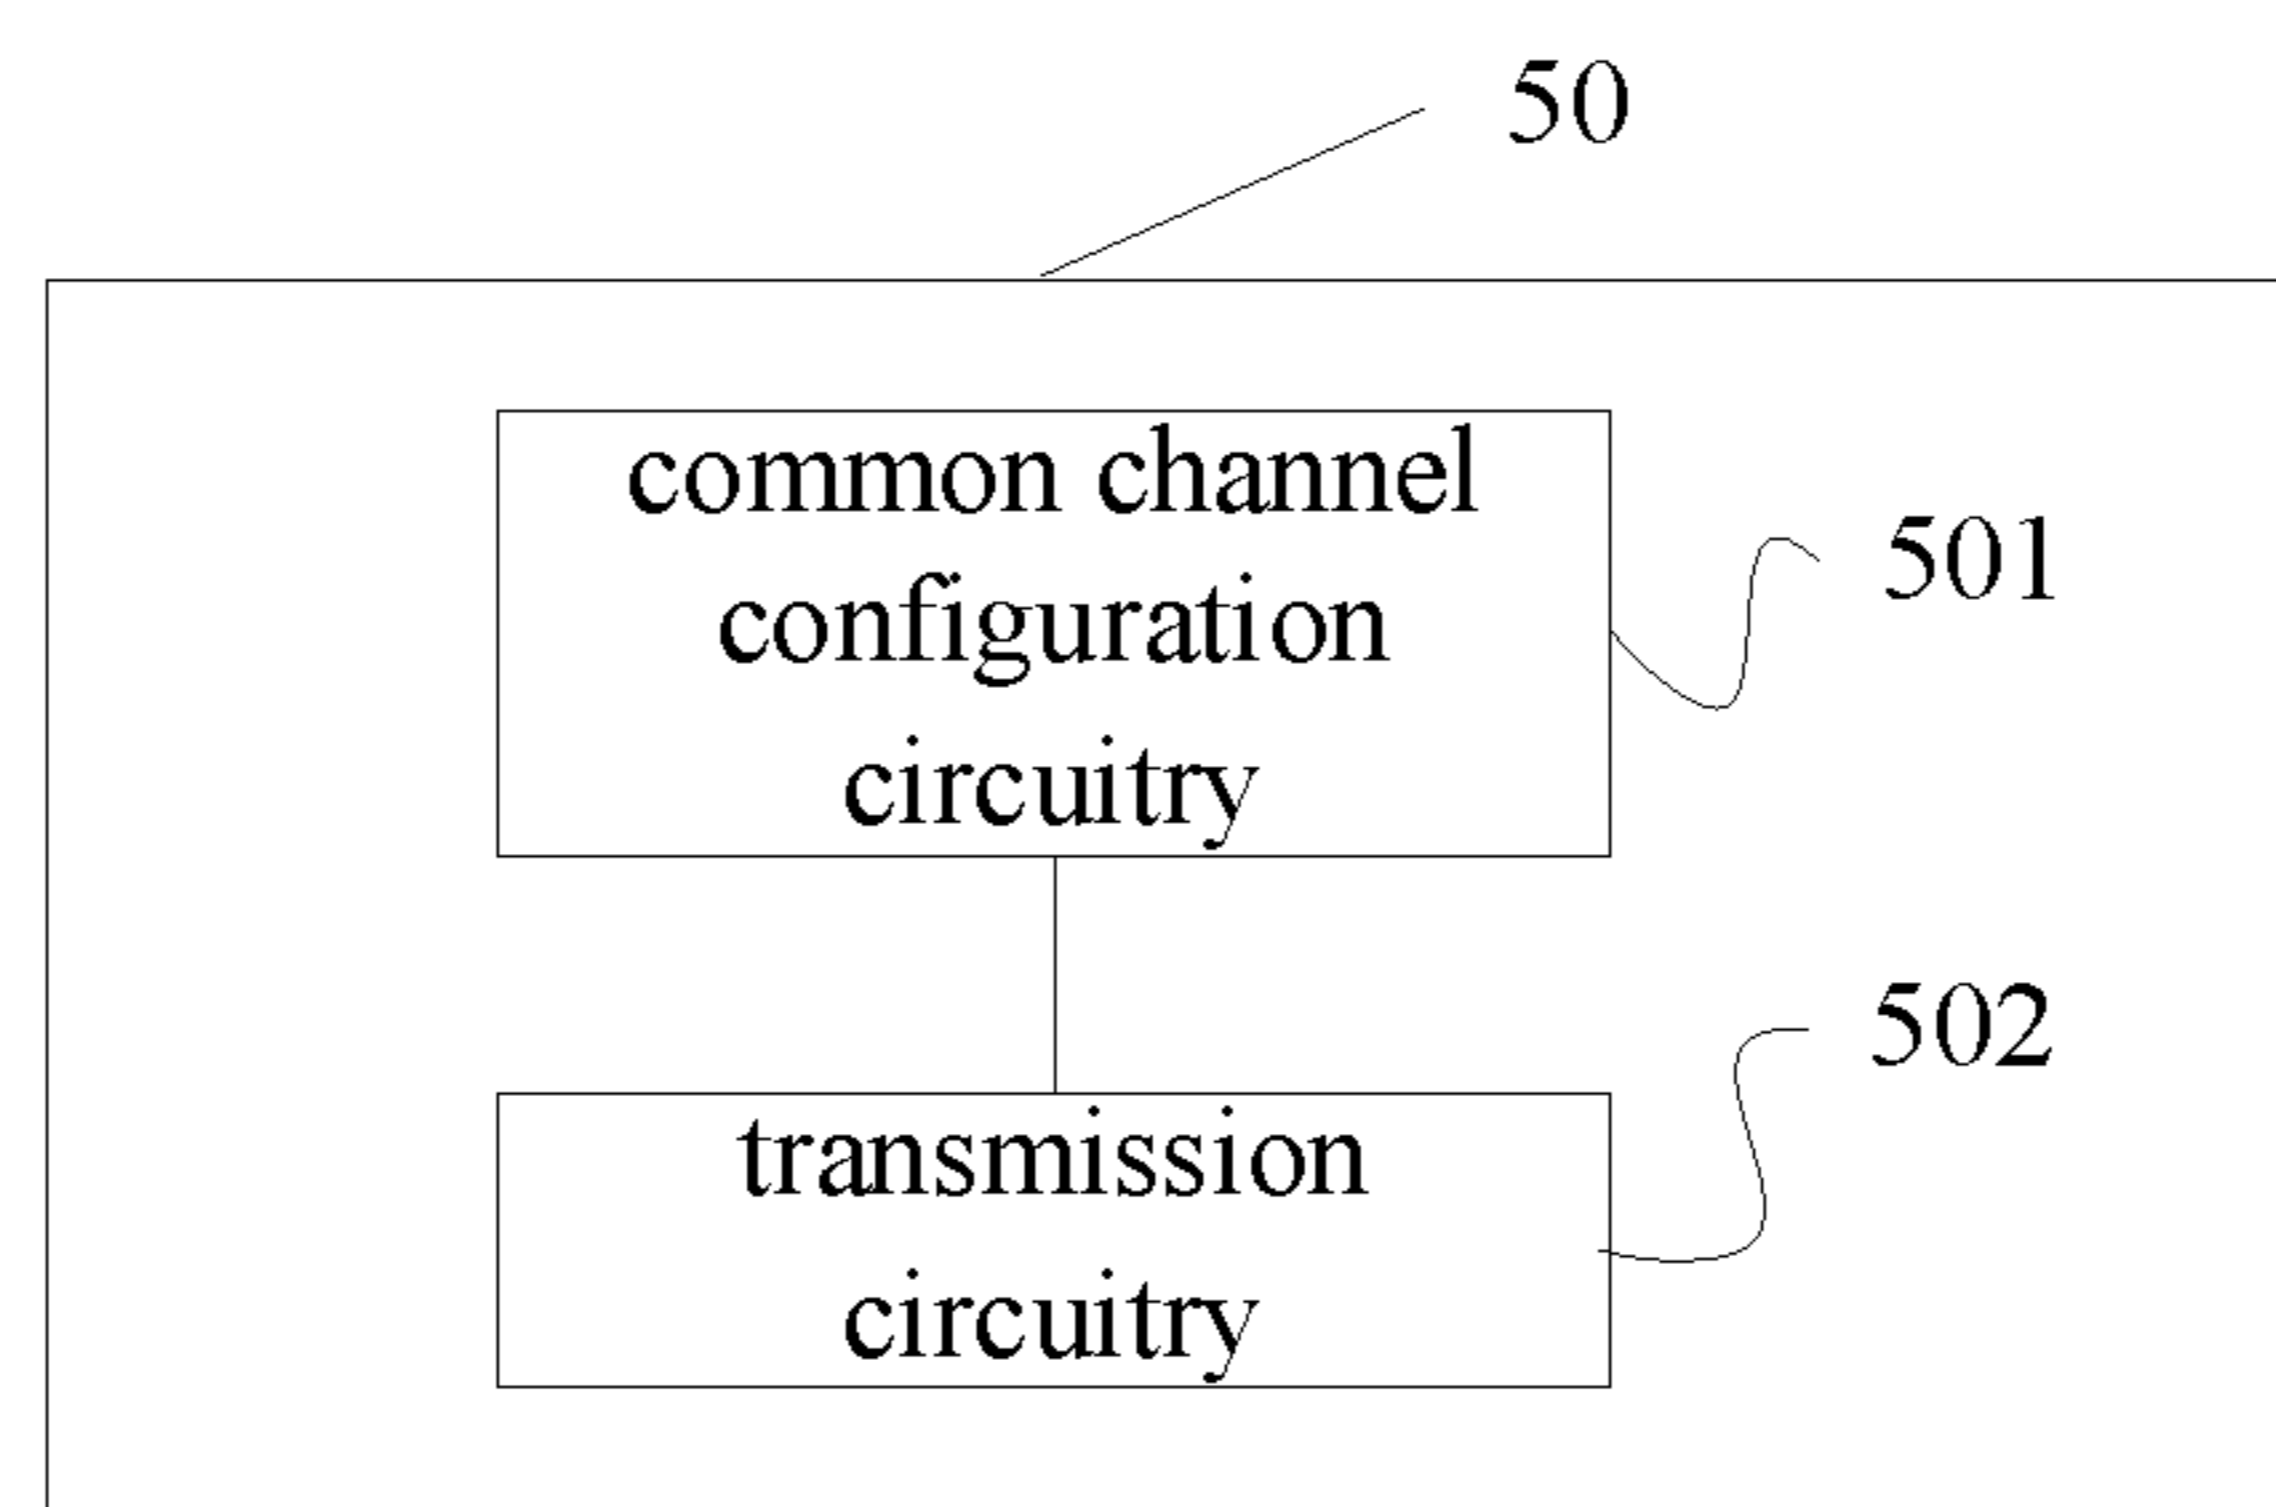 50
common channel
configuration
circuitry
501
502
transmission
circuitry